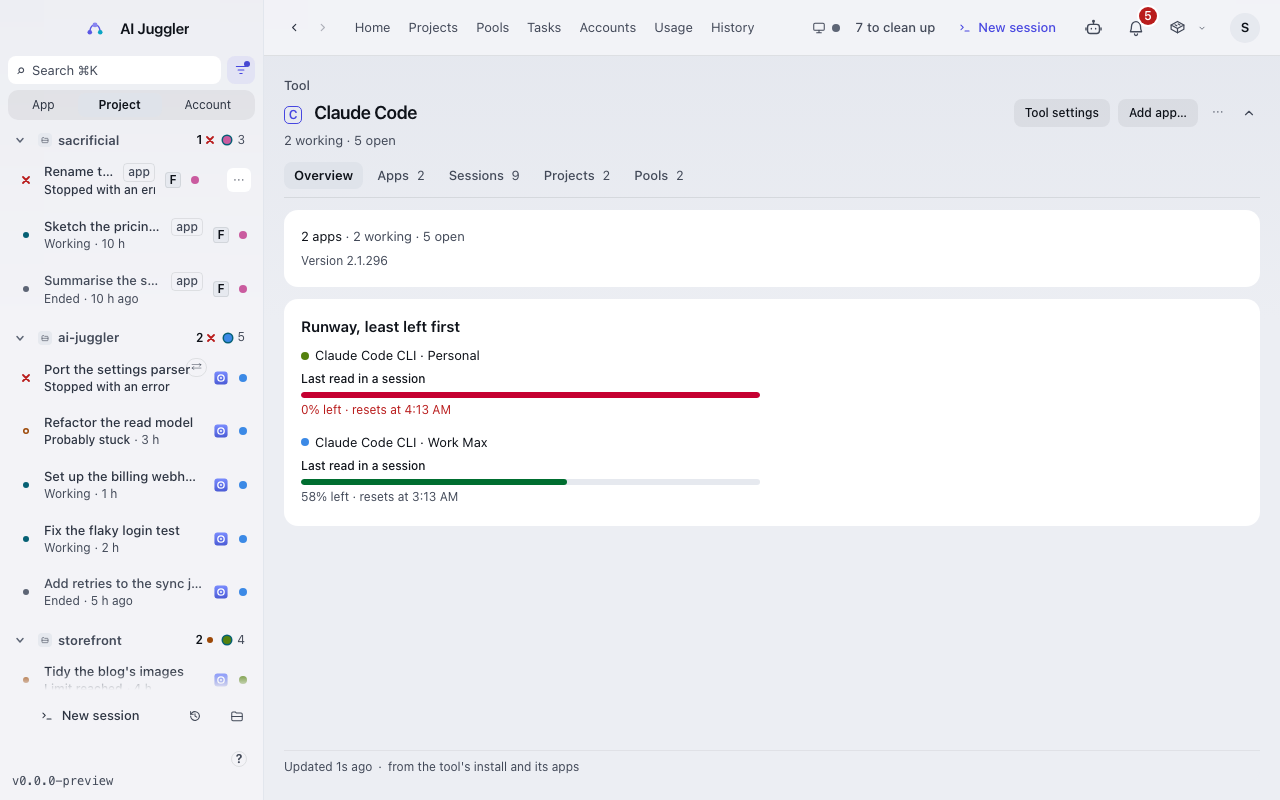 AI Juggler
Search ⌘K
App Project Account
sacrificial 1 3
Rename t... app F
Stopped with an err
Sketch the pricin... app F
Working · 10 h
Summarise the s... app F
Ended · 10 h ago
ai-juggler 2 5
Port the settings parser
Stopped with an error
Refactor the read model
Probably stuck · 3 h
Set up the billing webh...
Working · 1 h
Fix the flaky login test
Working · 2 h
Add retries to the sync j...
Ended · 5 h ago
storefront 2 4
Tidy the blog's images
Limit reached · 4 h
New session
?
v0.0.0-preview
Home Projects Pools Tasks Accounts Usage History 7 to clean up New session 5 S
Tool
C Claude Code Tool settings Add app... ...
2 working · 5 open
Overview Apps 2 Sessions 9 Projects 2 Pools 2
2 apps · 2 working · 5 open
Version 2.1.296
Runway, least left first
Claude Code CLI · Personal
Last read in a session
0% left · resets at 4:13 AM
Claude Code CLI · Work Max
Last read in a session
58% left · resets at 3:13 AM
Updated 1s ago · from the tool's install and its apps